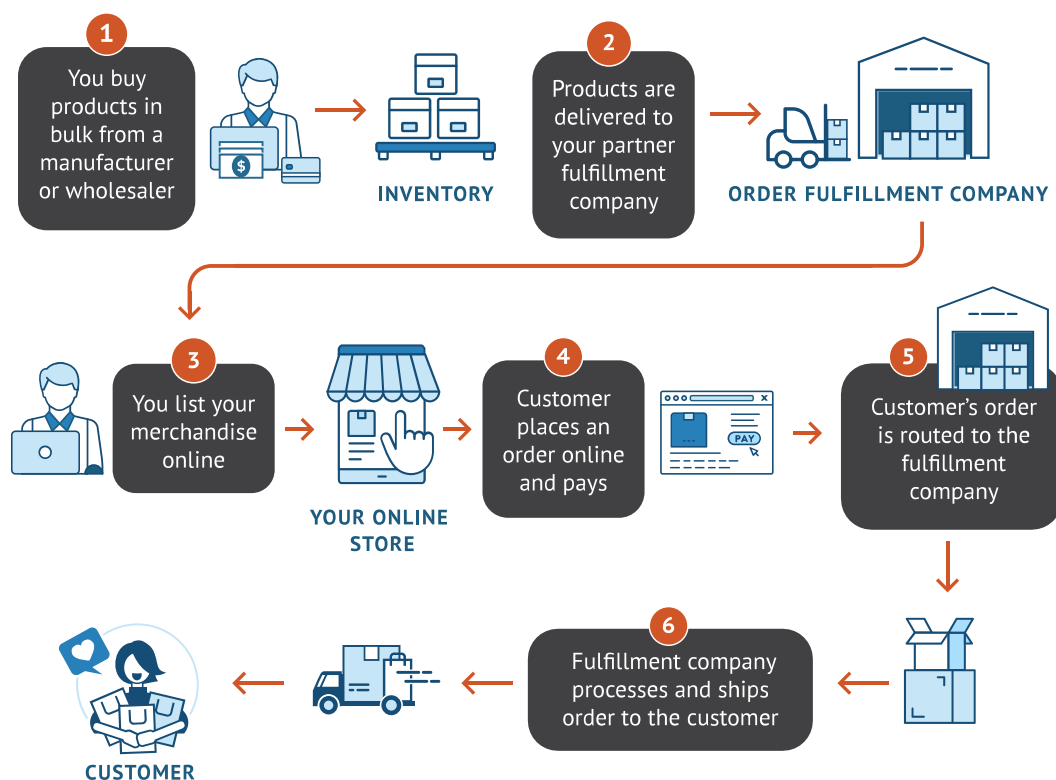 1
You buy
products in
bulk from a
manufacturer
or wholesaler
$
INVENTORY
2
Products are
delivered to
your partner
fulfillment
company
ORDER FULFILLMENT COMPANY
3
You list your
merchandise
online
YOUR ONLINE
STORE
4
Customer
places an
order online
and pays
PAY
5
Customer's order
is routed to the
fulfillment
company
6
Fulfillment company
processes and ships
order to the customer
CUSTOMER